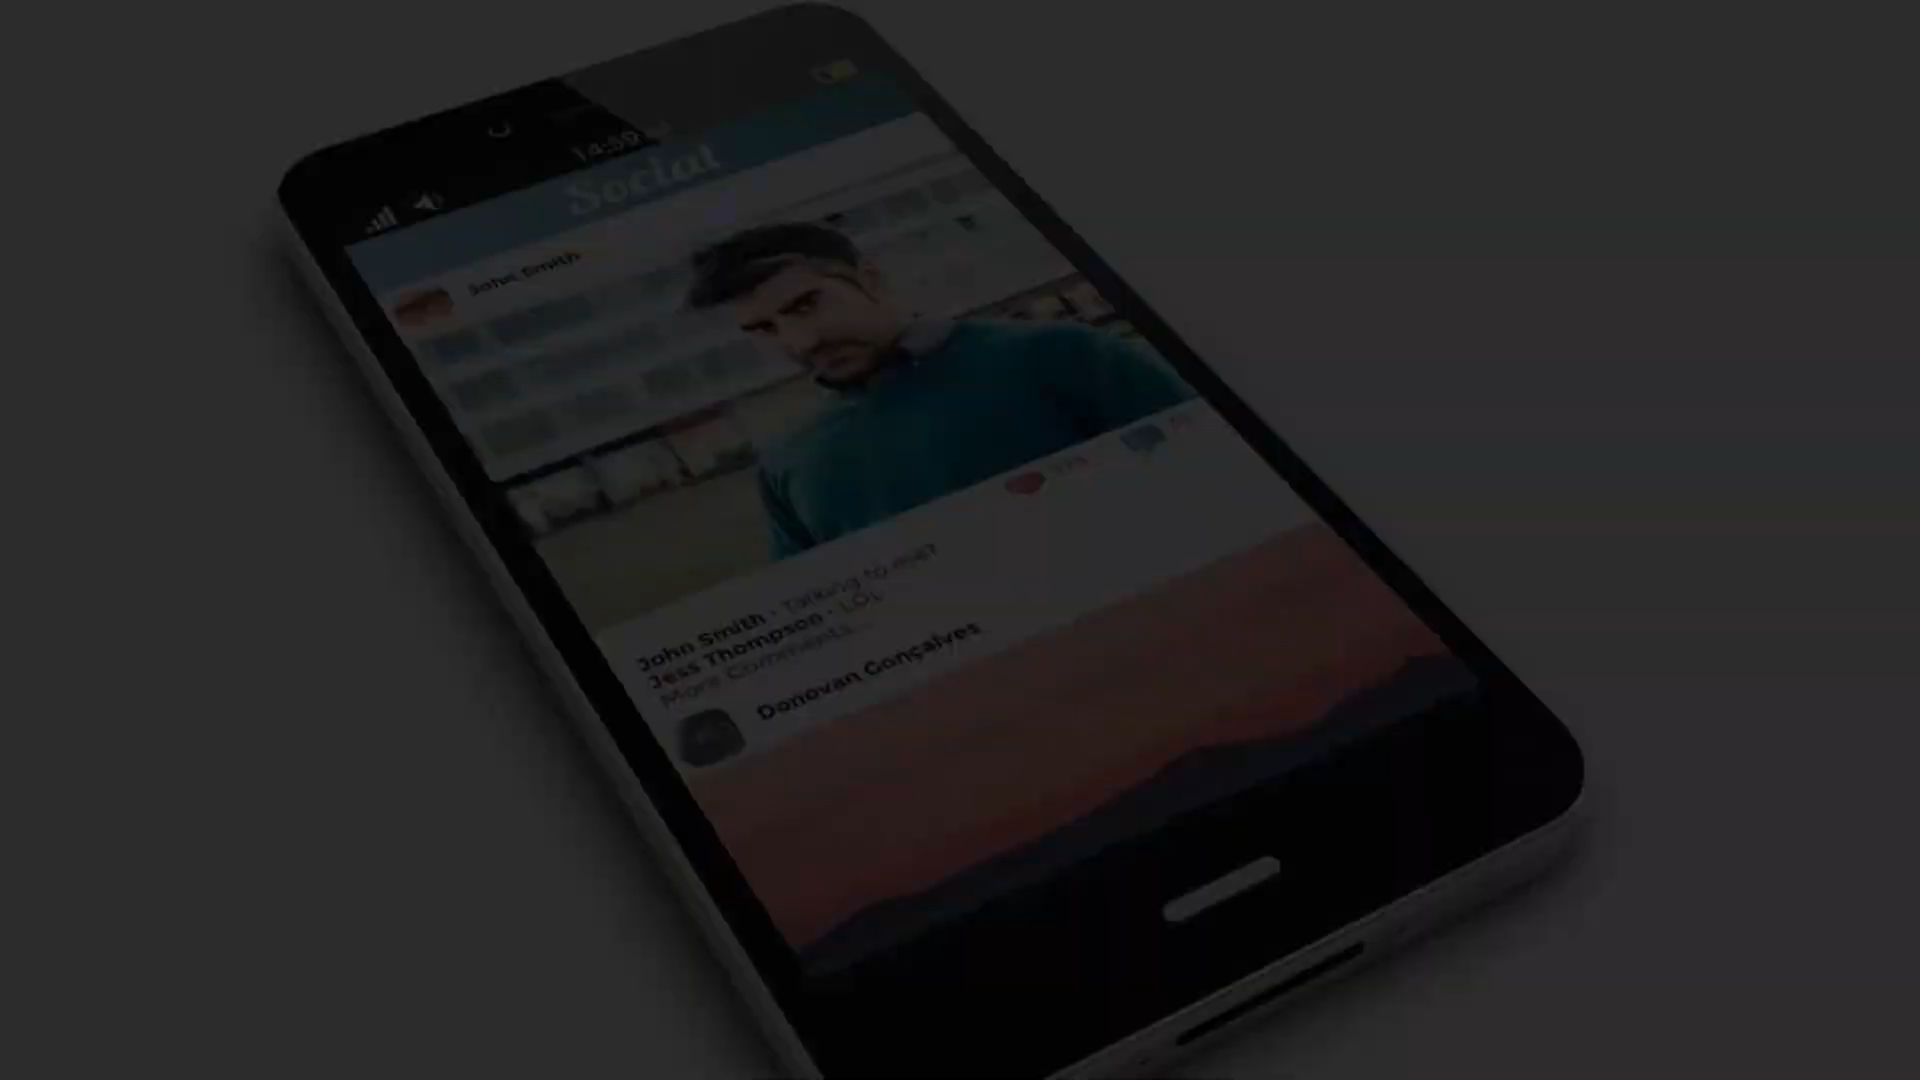 14:59
Social
John Smith
John Smith · Talking to me?
Jess Thompson · LOL
More Comments...
Donovan Gonçalves